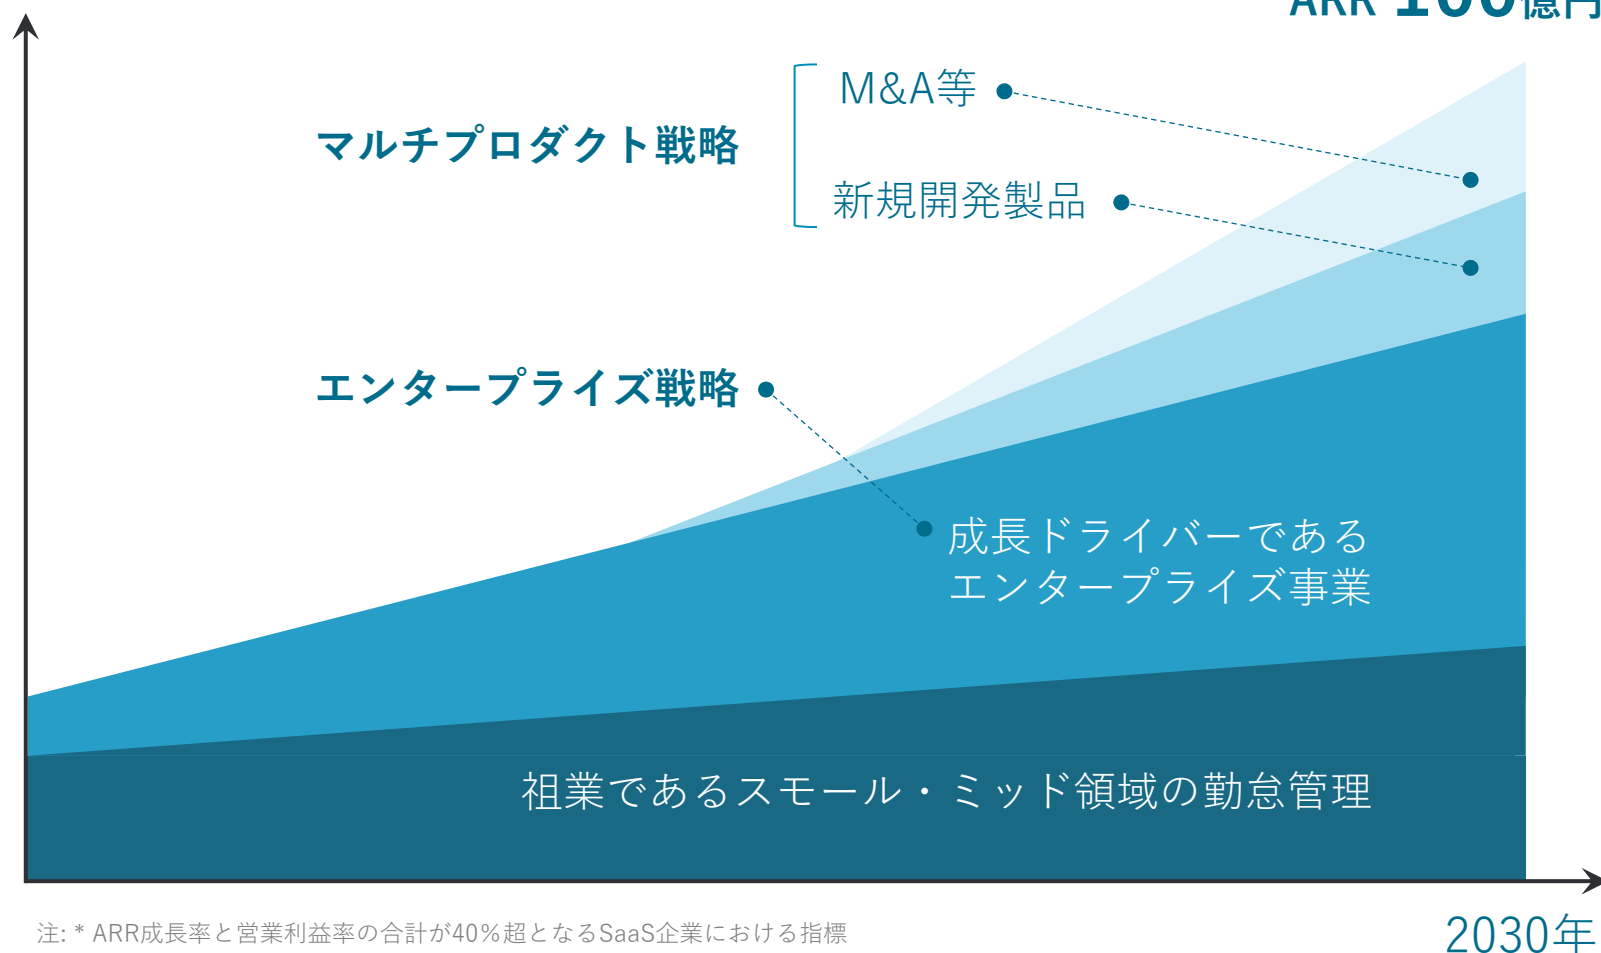 ARR 100億円
M&A等
マルチプロダクト戦略
新規開発製品
エンタープライズ戦略
成長ドライバーである
エンタープライズ事業
祖業であるスモール・ミッド領域の勤怠管理
注: * ARR成長率と営業利益率の合計が40％超となるSaaS企業における指標
2030年